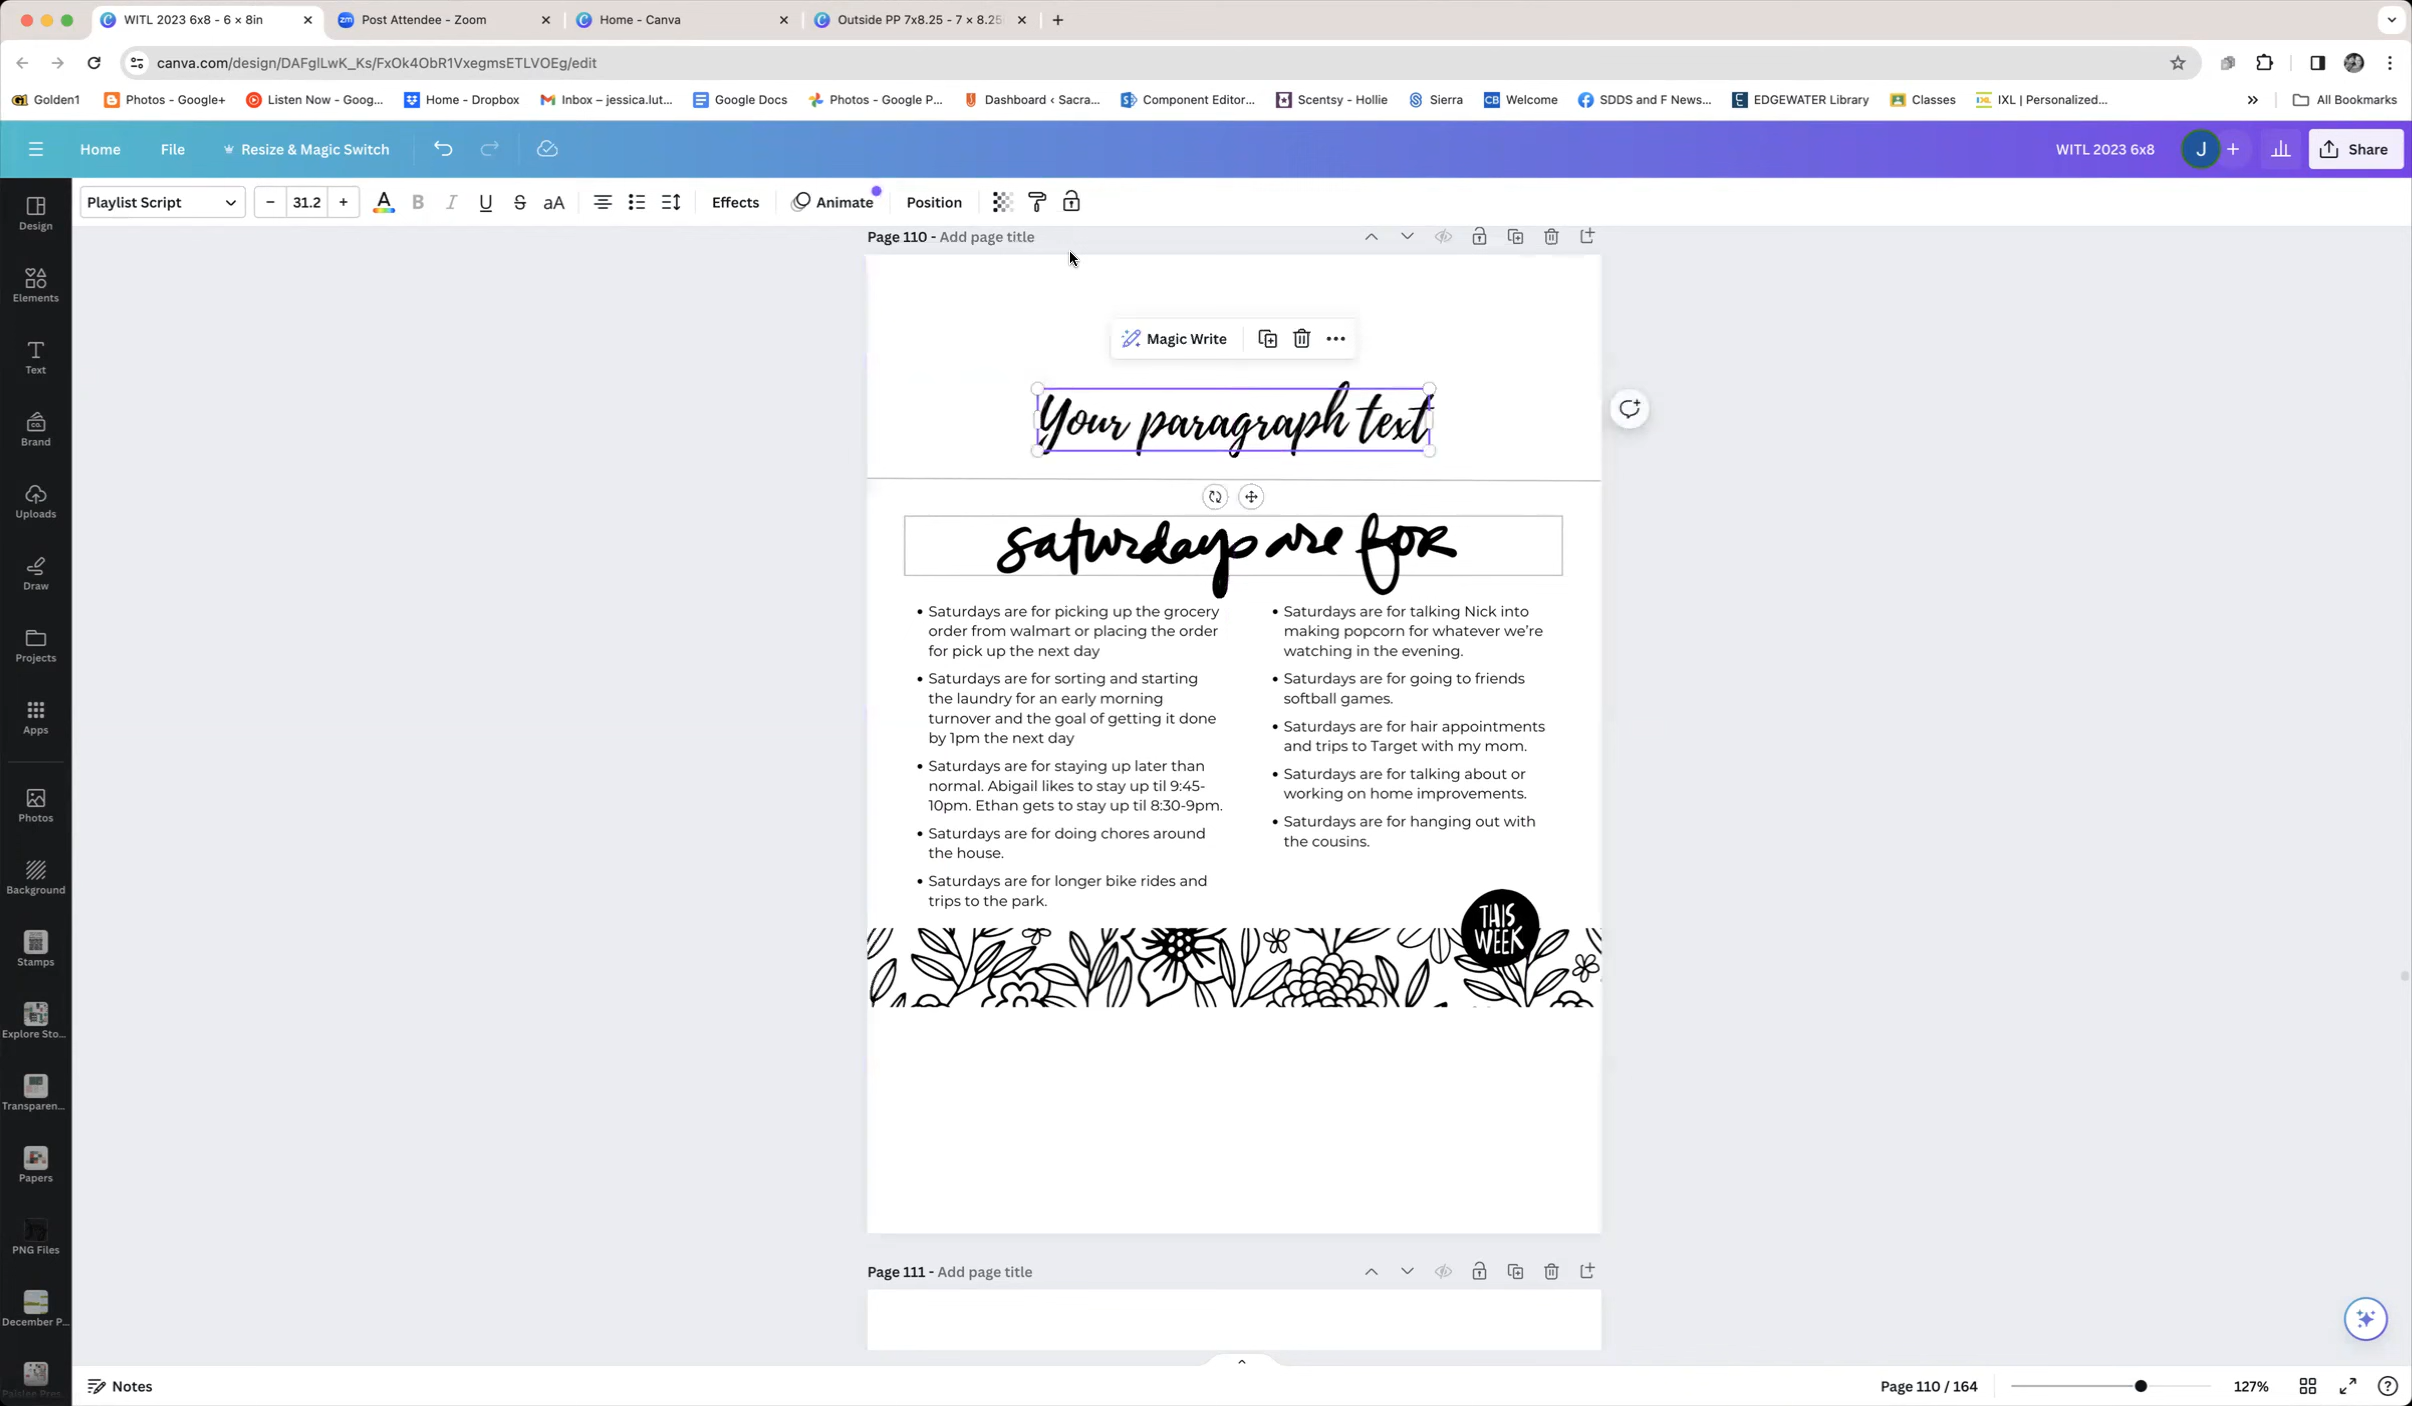 WITL 2023 6x8 - 6 × 8in
Post Attendee - Zoom
Home - Canva
Outside PP 7x8.25 - 7 × 8.25
canva.com/design/DAFglLwK_Ks/FxOk4ObR1VxegmsETLVOEg/edit
Golden1
Photos - Google+
Listen Now - Goog...
Home - Dropbox
Inbox – jessica.lut...
Google Docs
Photos - Google P...
Dashboard ‹ Sacra...
Component Editor...
Scentsy - Hollie
Sierra
Welcome
SDDS and F News...
EDGEWATER Library
Classes
IXL | Personalized...
All Bookmarks
Home
File
Resize & Magic Switch
WITL 2023 6x8
J
Share
Playlist Script
31.2
A
B
I
U
S
aA
Effects
Animate
Position
Design
Elements
Text
Brand
Uploads
Draw
Projects
Apps
Photos
Background
Stamps
Explore Sto...
Transparen...
Papers
PNG Files
December P...
Page 110 - Add page title
Magic Write
Your paragraph text
saturdays are for
• Saturdays are for picking up the grocery
order from walmart or placing the order
for pick up the next day
• Saturdays are for sorting and starting
the laundry for an early morning
turnover and the goal of getting it done
by 1pm the next day
• Saturdays are for staying up later than
normal. Abigail likes to stay up til 9:45-
10pm. Ethan gets to stay up til 8:30-9pm.
• Saturdays are for doing chores around
the house.
• Saturdays are for longer bike rides and
trips to the park.
• Saturdays are for talking Nick into
making popcorn for whatever we're
watching in the evening.
• Saturdays are for going to friends
softball games.
• Saturdays are for hair appointments
and trips to Target with my mom.
• Saturdays are for talking about or
working on home improvements.
• Saturdays are for hanging out with
the cousins.
THIS
WEEK
Page 111 - Add page title
Notes
Page 110 / 164
127%